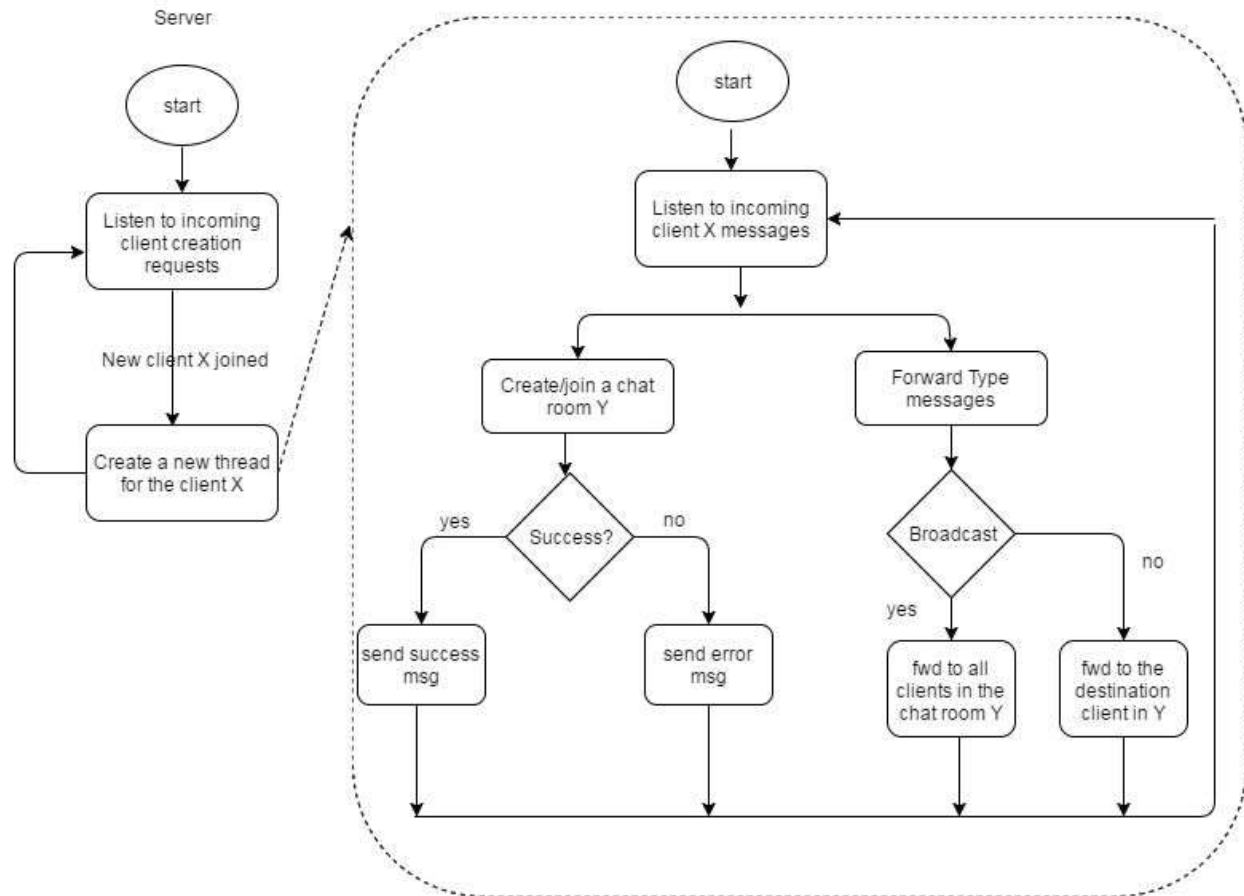 Server
start
Listen to incoming
client creation
requests
New client X joined
Create a new thread
for the client X
start
Listen to incoming
client X messages
Create/join a chat
room Y
Forward Type
messages
Success?
yes
no
Broadcast
yes
no
send success
msg
send error
msg
fwd to all
clients in the
chat room Y
fwd to the
destination
client in Y